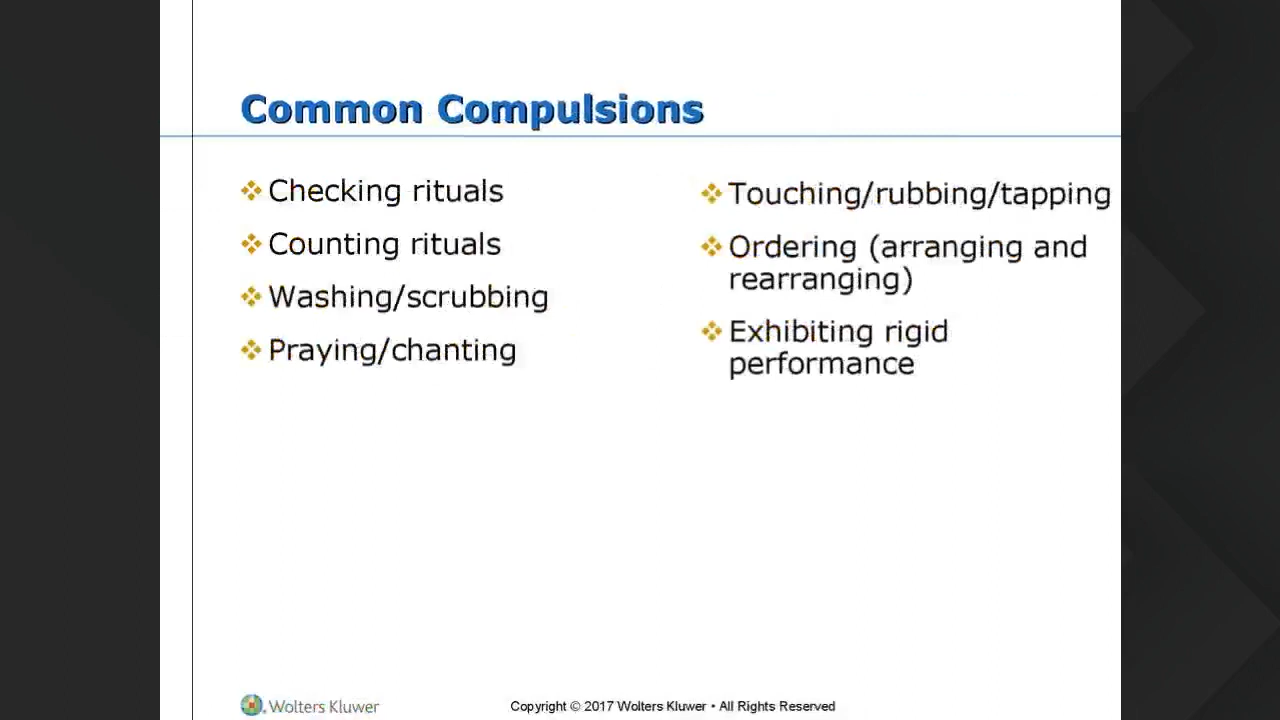 Common Compulsions
Checking rituals
Counting rituals
Washing/scrubbing
Praying/chanting
Touching/rubbing/tapping
Ordering (arranging and
rearranging)
Exhibiting rigid
performance
Wolters Kluwer
Copyright © 2017 Wolters Kluwer • All Rights Reserved